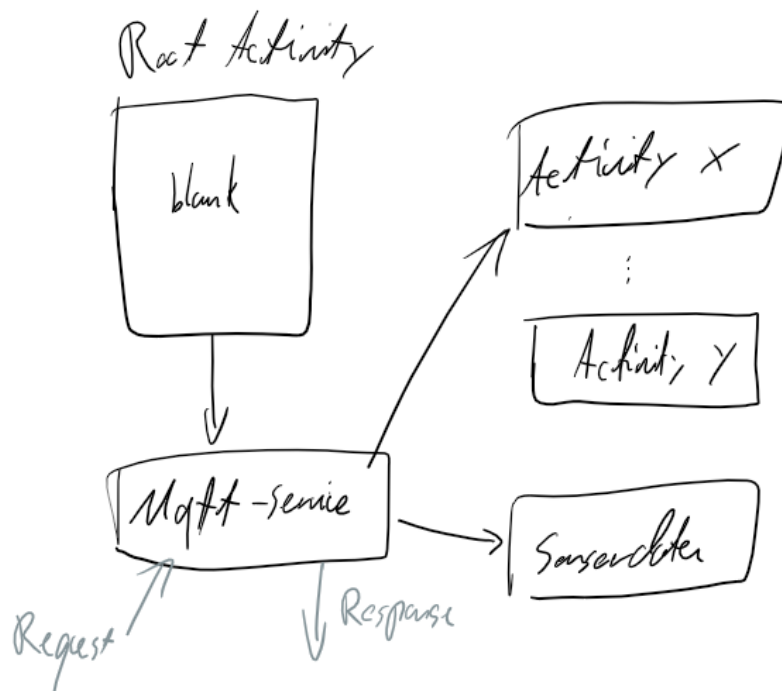 Root Activity
blank
Activity X
⋮
Activity Y
Mqtt-service
Sensordaten
Request
Response